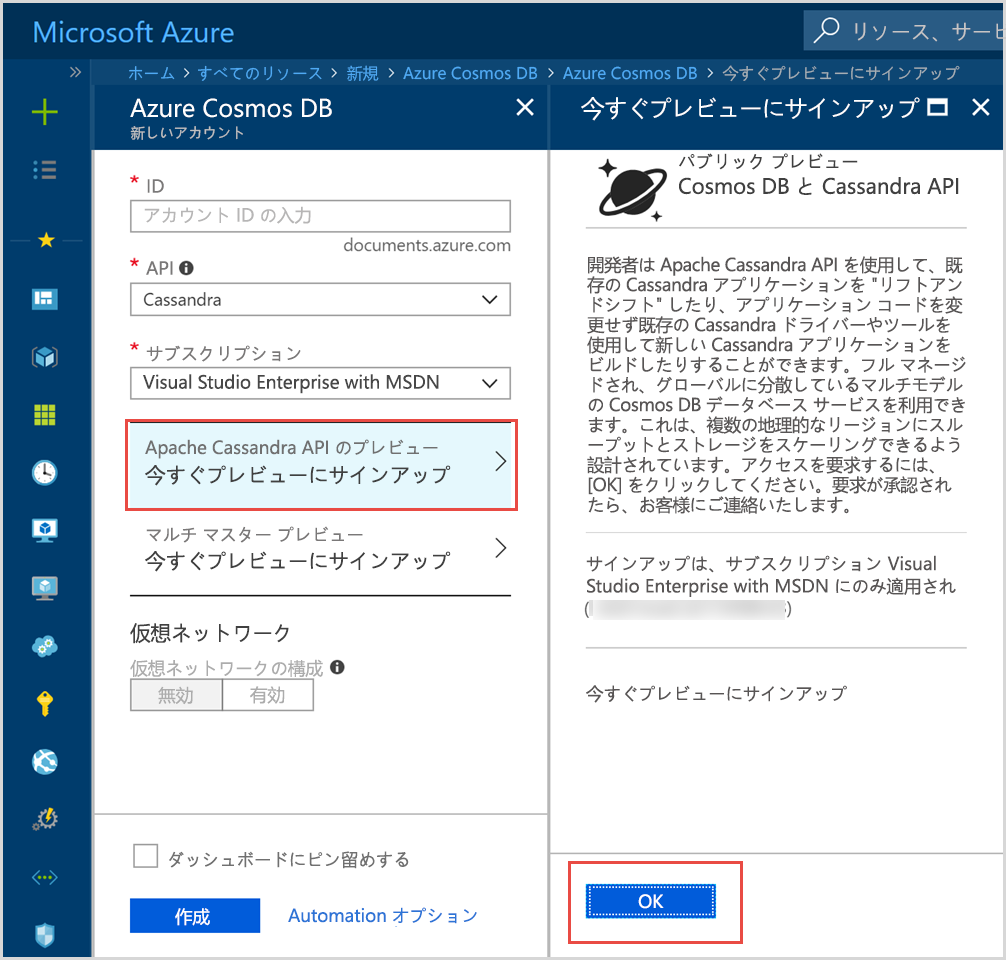 Microsoft Azure
リソース、サービ
ホーム > すべてのリソース > 新規 > Azure Cosmos DB > Azure Cosmos DB > 今すぐプレビューにサインアップ
Azure Cosmos DB
新しいアカウント
* ID
アカウント ID の入力
documents.azure.com
* API
Cassandra
* サブスクリプション
Visual Studio Enterprise with MSDN
Apache Cassandra API のプレビュー
今すぐプレビューにサインアップ
マルチ マスター プレビュー
今すぐプレビューにサインアップ
仮想ネットワーク
仮想ネットワークの構成
無効 有効
ダッシュボードにピン留めする
作成 Automation オプション
今すぐプレビューにサインアップ
パブリック プレビュー
Cosmos DB と Cassandra API
開発者は Apache Cassandra API を使用して、既
存の Cassandra アプリケーションを "リフトアン
ドシフト" したり、アプリケーション コードを変
更せず既存の Cassandra ドライバーやツールを
使用して新しい Cassandra アプリケーションを
ビルドしたりすることができます。フル マネージ
ドされ、グローバルに分散しているマルチモデル
の Cosmos DB データベース サービスを利用でき
ます。これは、複数の地理的なリージョンにスル
ープットとストレージをスケーリングできるよう
設計されています。アクセスを要求するには、
[OK] をクリックしてください。要求が承認され
たら、お客様にご連絡いたします。
サインアップは、サブスクリプション Visual
Studio Enterprise with MSDN にのみ適用され
今すぐプレビューにサインアップ
OK